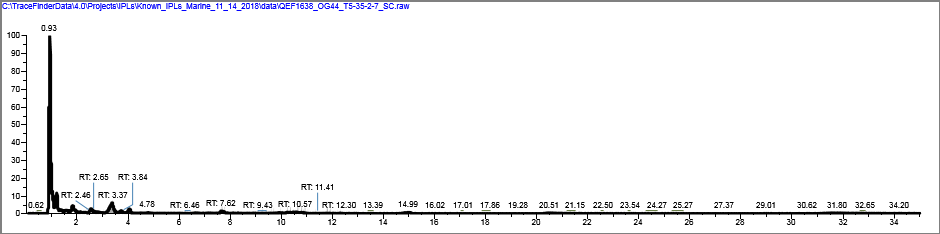 C:\TraceFinderData\4.0\Projects\IPLs\Known_IPLs_Marine_11_14_2018\data\QEF1638_OG44_T5-35-2-7_SC.raw
0.93
100
90
80
70
60
50
40
30
20
10
0
RT: 11.41
RT: 2.65 RT: 3.84
RT: 2.46 RT: 3.37
0.62 4.78 RT: 6.46 RT: 7.62 RT: 9.43 RT: 10.57 RT: 12.30 13.39 14.99 16.02 17.01 17.86 19.28 20.51 21.15 22.50 23.54 24.27 25.27 27.37 29.01 30.62 31.80 32.65 34.20
2 4 6 8 10 12 14 16 18 20 22 24 26 28 30 32 34